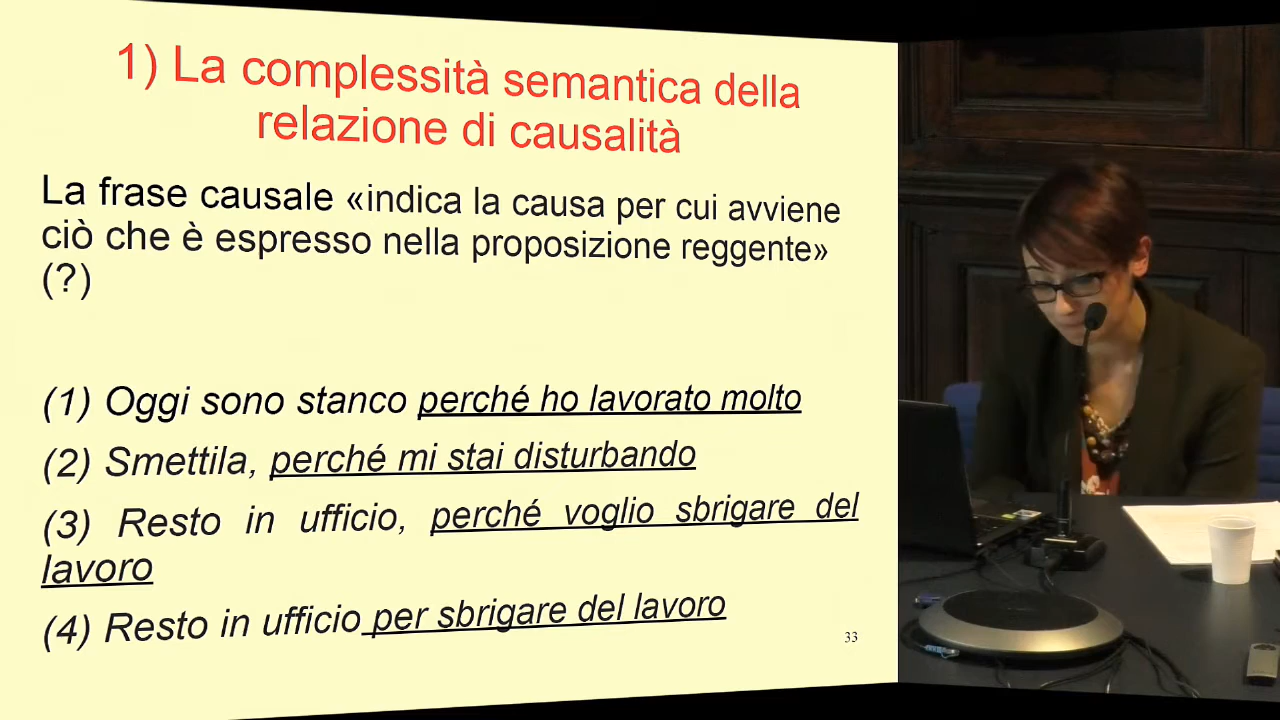 1) La complessità semantica della
relazione di causalità
La frase causale «indica la causa per cui avviene
ciò che è espresso nella proposizione reggente»
(?)
(1) Oggi sono stanco perché ho lavorato molto
(2) Smettila, perché mi stai disturbando
(3) Resto in ufficio, perché voglio sbrigare del
lavoro
(4) Resto in ufficio per sbrigare del lavoro
33